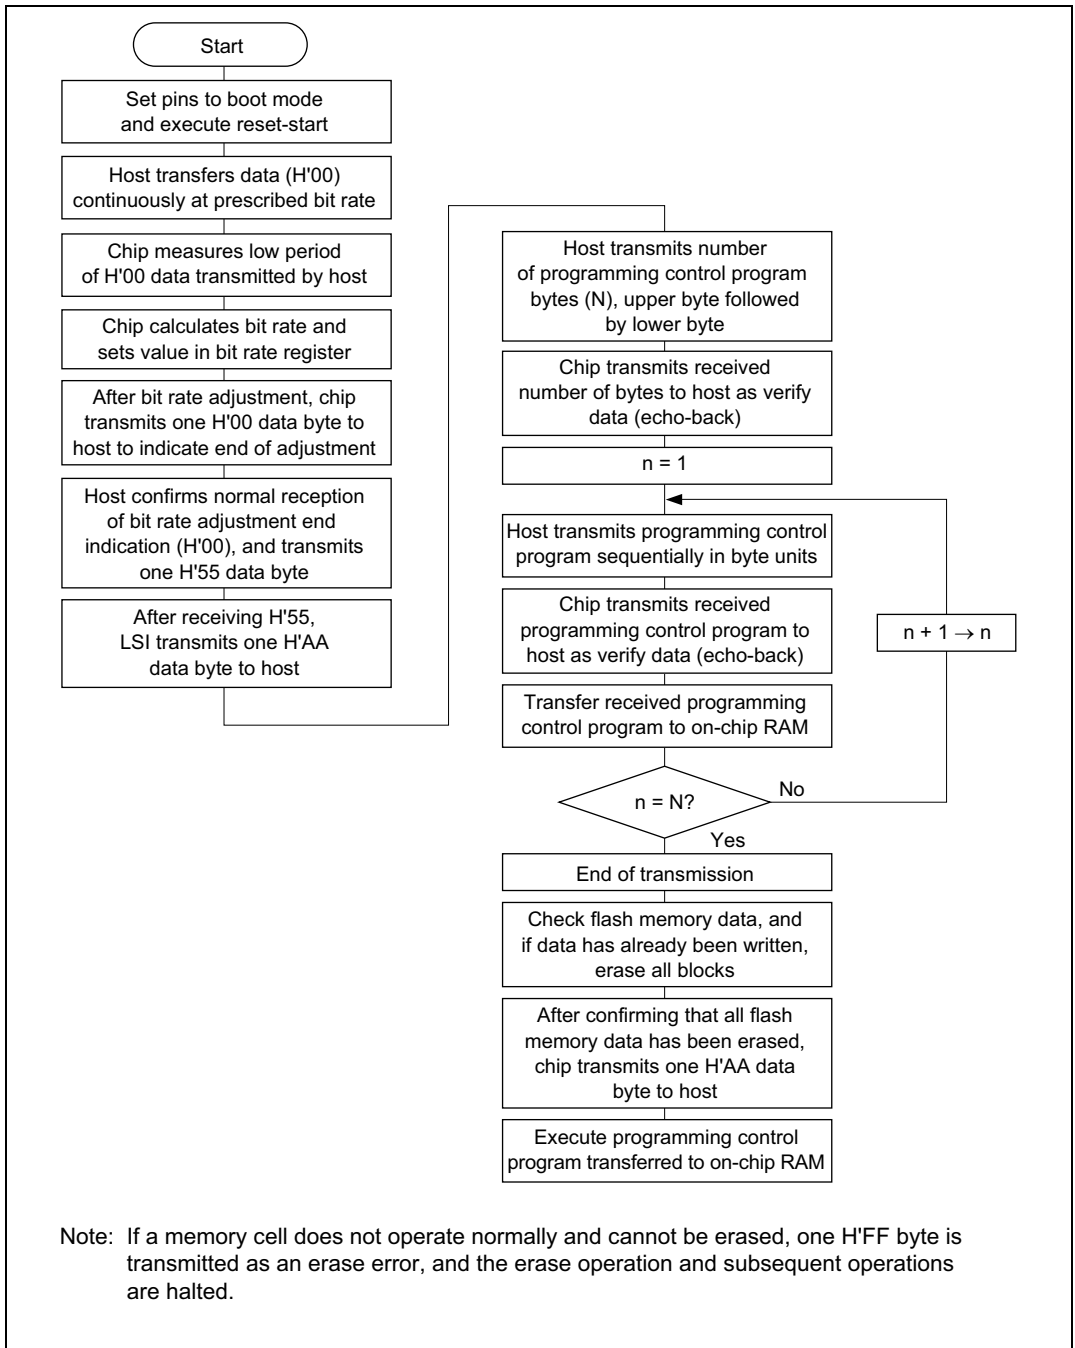 Start
Set pins to boot mode
and execute reset-start
Host transfers data (H'00)
continuously at prescribed bit rate
Chip measures low period
of H'00 data transmitted by host
Chip calculates bit rate and
sets value in bit rate register
After bit rate adjustment, chip
transmits one H'00 data byte to
host to indicate end of adjustment
Host confirms normal reception
of bit rate adjustment end
indication (H'00), and transmits
one H'55 data byte
After receiving H'55,
LSI transmits one H'AA
data byte to host
Host transmits number
of programming control program
bytes (N), upper byte followed
by lower byte
Chip transmits received
number of bytes to host as verify
data (echo-back)
n = 1
Host transmits programming control
program sequentially in byte units
Chip transmits received
programming control program to
host as verify data (echo-back)
n + 1 → n
Transfer received programming
control program to on-chip RAM
n = N?
No
Yes
End of transmission
Check flash memory data, and
if data has already been written,
erase all blocks
After confirming that all flash
memory data has been erased,
chip transmits one H'AA data
byte to host
Execute programming control
program transferred to on-chip RAM
Note: If a memory cell does not operate normally and cannot be erased, one H'FF byte is
transmitted as an erase error, and the erase operation and subsequent operations
are halted.